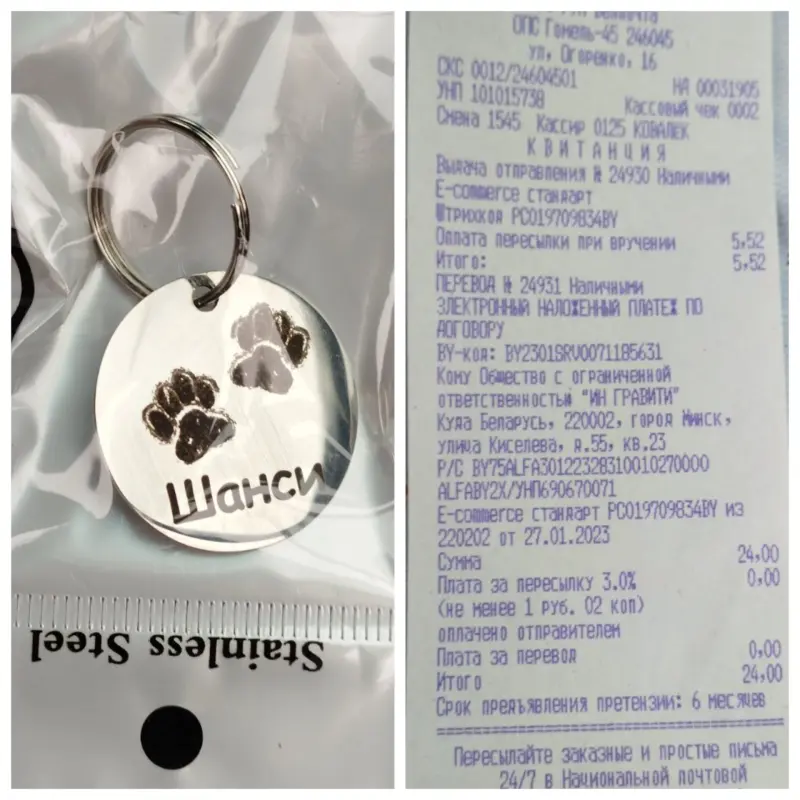 Шанси
Stainless Steel
ОПС Гомель-45 246045
ул, Огоренко, 16
СКС 0012/24604501
НА 00031905
УНП 101015738
Кассовый чек 0002
Смена 1545 Кассир 0125 КОВАЛЕК
КВИТАНЦИЯ
Выдача отправления № 24930 Наличными
E-commerce стандарт
Штрихкод PC019709834BY
Оплата пересылки при вручении 5,52
Итого: 5,52
ПЕРЕВОД № 24931 Наличными
ЭЛЕКТРОННЫЙ НАЛОЖЕННЫЙ ПЛАТЕЖ ПО
ДОГОВОРУ
BY-код: BY2301SRV0071185631
Кому Общество с ограниченной
ответственностью "ИН ГРАВИТИ"
Куда Беларусь, 220002, город Минск,
улица Киселева, д.55, кв.23
Р/С BY75ALFA30122328310010270000
ALFABY2X/УНП690670071
E-commerce стандарт PC019709834BY из
220202 от 27.01.2023
Сумма 24,00
Плата за пересылку 3.0% 0,00
(не менее 1 руб. 02 коп)
оплачено отправителем
Плата за перевод 0,00
Итого 24,00
Срок предъявления претензии: 6 месяцев
Пересылайте заказные и простые письма
24/7 в Национальной почтовой